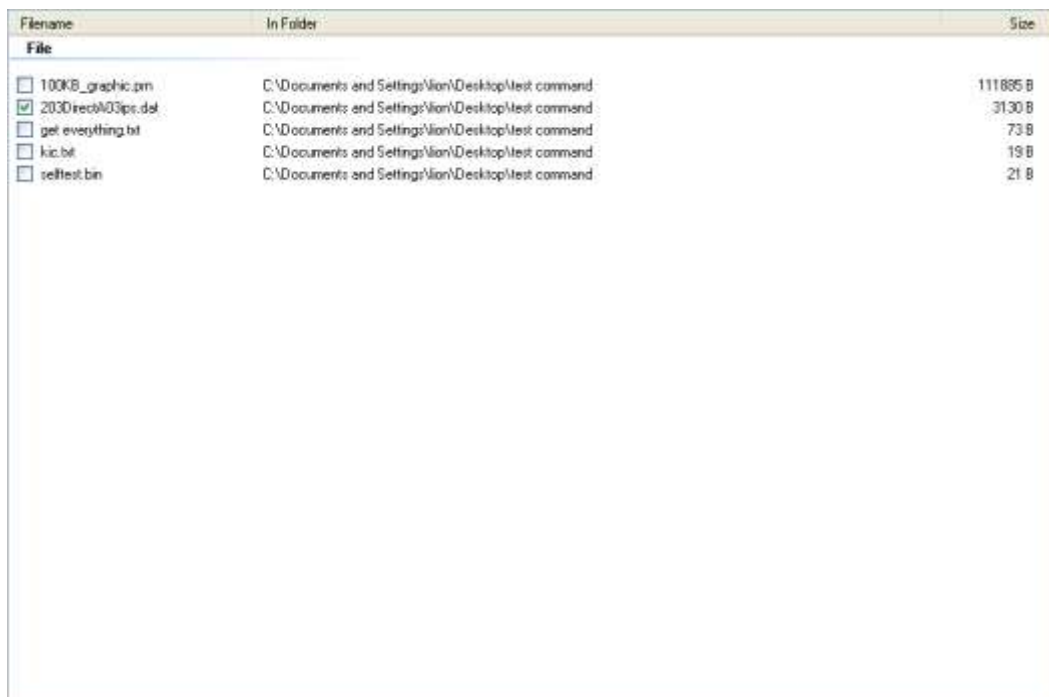 Filename In Folder Size
File
100KB_graphic.prn C:\Documents and Settings\lion\Desktop\test command 111885 B
203DirectA03ips.dat C:\Documents and Settings\lion\Desktop\test command 3130 B
get everything.txt C:\Documents and Settings\lion\Desktop\test command 73 B
kic.txt C:\Documents and Settings\lion\Desktop\test command 19 B
selftest.bin C:\Documents and Settings\lion\Desktop\test command 21 B